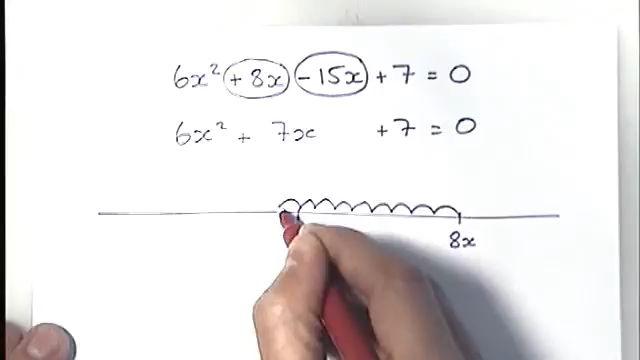 6x² + 8x - 15x + 7 = 0
6x² + 7x + 7 = 0
8x